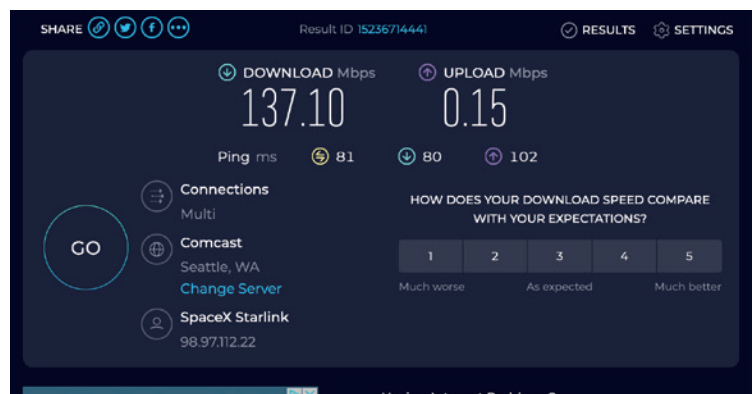 SHARE
Result ID 15236714441
RESULTS
SETTINGS
DOWNLOAD Mbps
137.10
UPLOAD Mbps
0.15
Ping ms 81 80 102
Connections
Multi
Comcast
Seattle, WA
Change Server
SpaceX Starlink
98.97.112.22
GO
HOW DOES YOUR DOWNLOAD SPEED COMPARE
WITH YOUR EXPECTATIONS?
1 2 3 4 5
Much worse As expected Much better